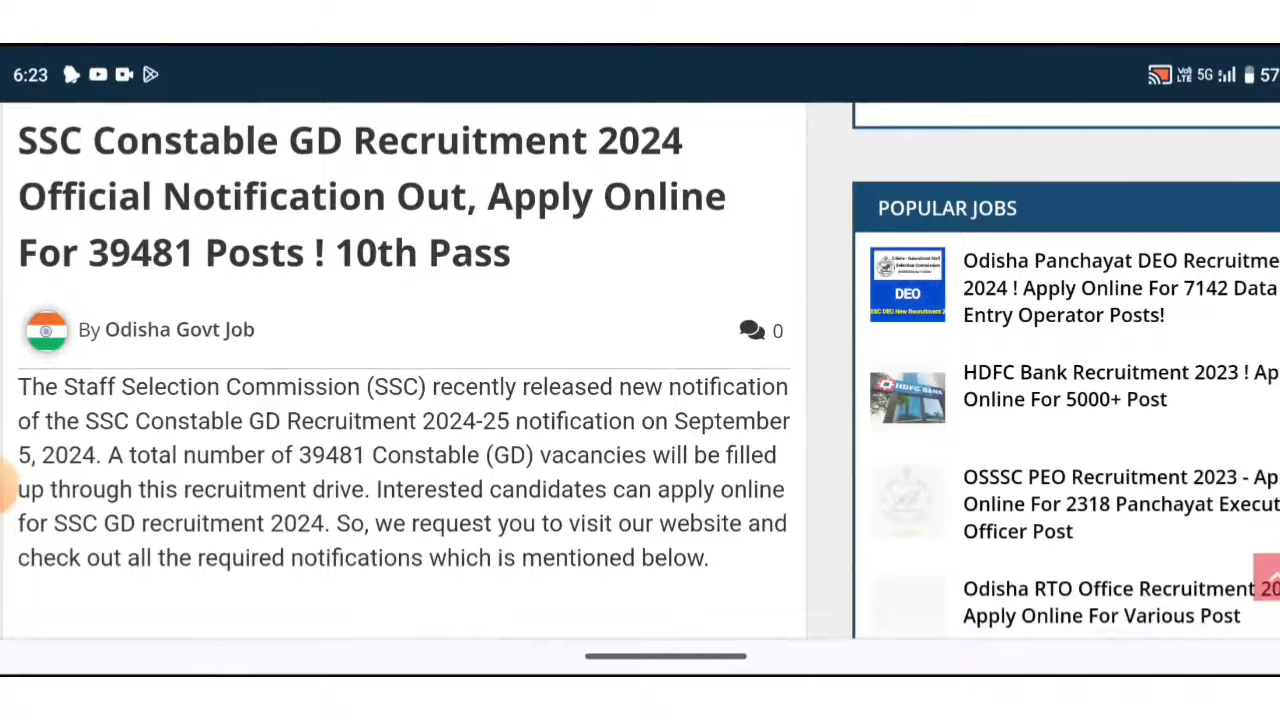 6:23
VoLTE 5G 57
SSC Constable GD Recruitment 2024
Official Notification Out, Apply Online
For 39481 Posts ! 10th Pass
By Odisha Govt Job
0
The Staff Selection Commission (SSC) recently released new notification
of the SSC Constable GD Recruitment 2024-25 notification on September
5, 2024. A total number of 39481 Constable (GD) vacancies will be filled
up through this recruitment drive. Interested candidates can apply online
for SSC GD recruitment 2024. So, we request you to visit our website and
check out all the required notifications which is mentioned below.
POPULAR JOBS
DEO
Odisha Panchayat DEO Recruitme
2024 ! Apply Online For 7142 Data
Entry Operator Posts!
HDFC BANK
HDFC Bank Recruitment 2023 ! Ap
Online For 5000+ Post
OSSSC PEO Recruitment 2023 - Ap
Online For 2318 Panchayat Execut
Officer Post
Odisha RTO Office Recruitment 20
Apply Online For Various Post